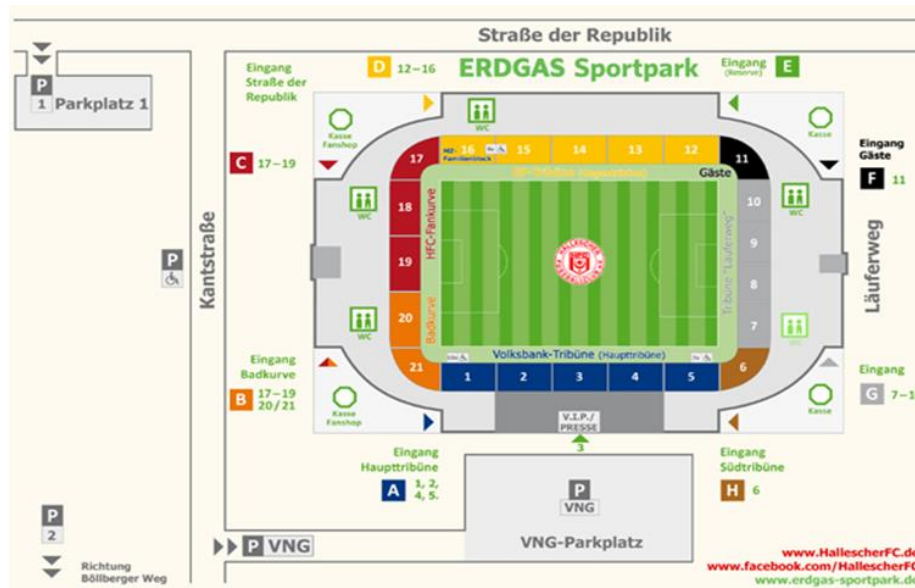 Straße der Republik
Eingang
Straße der
Republik
D 12–16
ERDGAS Sportpark
Eingang
(Reserve)
E
P
1
Parkplatz 1
Kasse
Fanshop
WC
Kasse
C 17–19
17
16
15
14
13
12
11
Gäste
Eingang
Gäste
F 11
WC
18
HFC-Fankurve
10
WC
P
Kantstraße
19
HALLESCHER
9
Tribüne "Läuferweg"
Läuferweg
8
WC
20
Badkurve
7
WC
Volksbank-Tribüne (Haupttribüne)
Eingang
Badkurve
21
1
2
3
4
5
6
Eingang
B 17–19
20/21
Kasse
Fanshop
V.I.P./
PRESSE
Kasse
G
3
Eingang
Haupttribüne
A 1, 2,
4, 5.
Eingang
Südtribüne
H 6
P
VNG
P
2
P VNG
VNG-Parkplatz
Richtung
Böllberger Weg
www.HallescherFC.de
www.facebook.com/HallescherFC
www.erdgas-sportpark.de